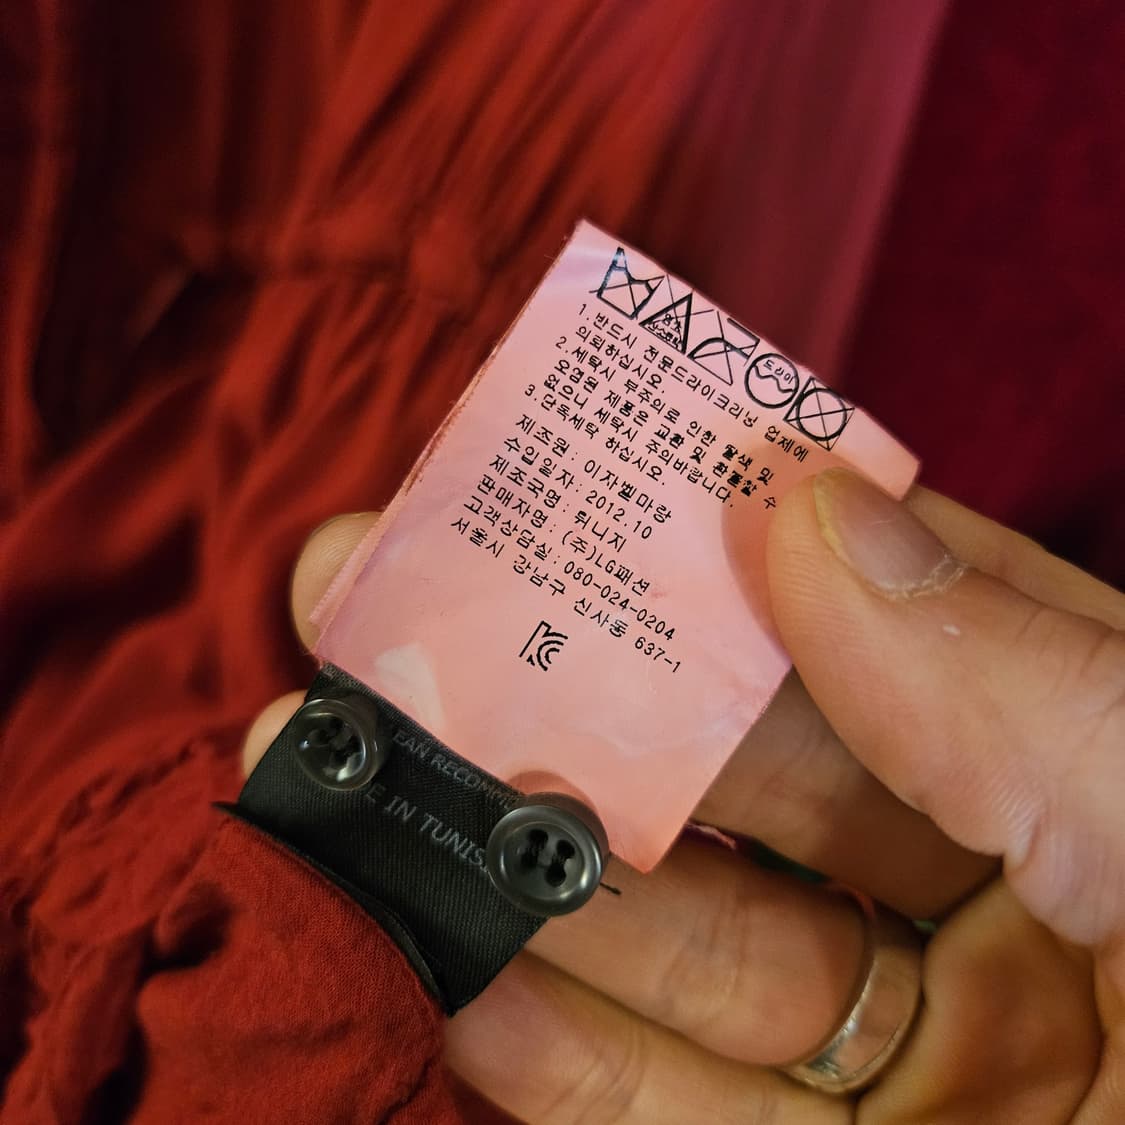 도라이
1.반드시 전문드라이크리닝 업체에
의뢰하십시오.
2.세탁시 부주의로 인한 탈색 및
오염된 제품은 교환 및 환불할 수
없으니 세탁시 주의바랍니다.
3.단독세탁 하십시오.
제조원 : 이자벨마랑
수입일자: 2012.10
제조국명: 튀니지
판매자명: (주)LG패션
고객상담실: 080-024-0204
서울시 강남구 신사동 637-1
EAN RECOMM
E IN TUNIS